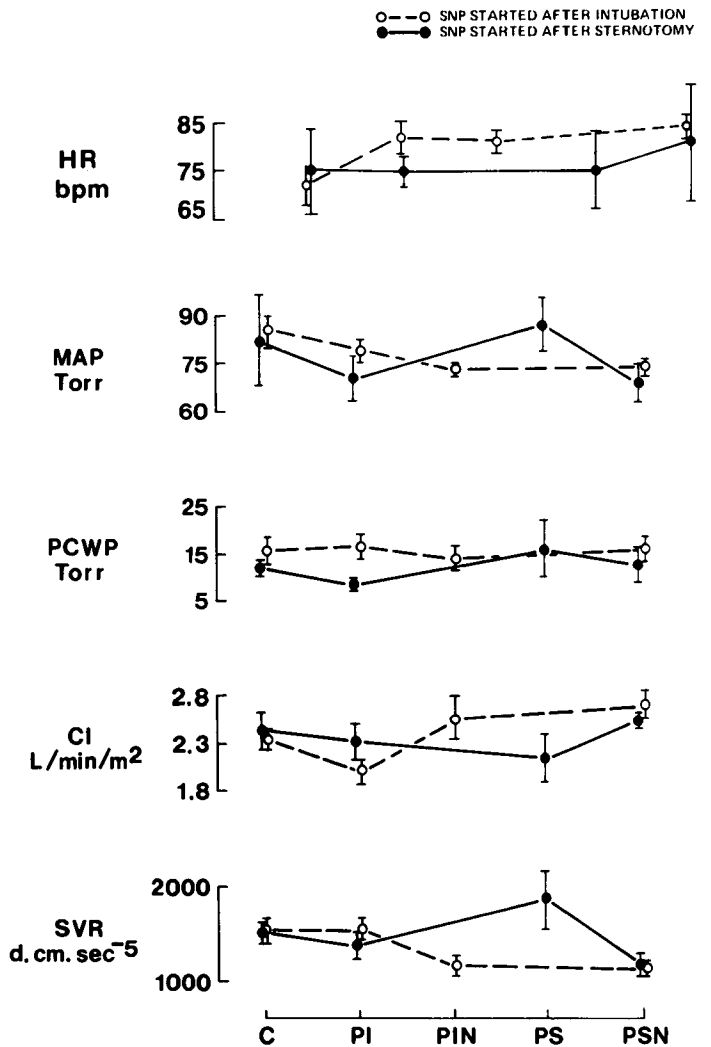 SNP STARTED AFTER INTUBATION
SNP STARTED AFTER STERNOTOMY
HR
bpm
85
75
65
MAP
Torr
90
75
60
PCWP
Torr
25
15
5
CI
L/min/m2
2.8
2.3
1.8
SVR
d.cm.sec-5
2000
1000
C PI PIN PS PSN